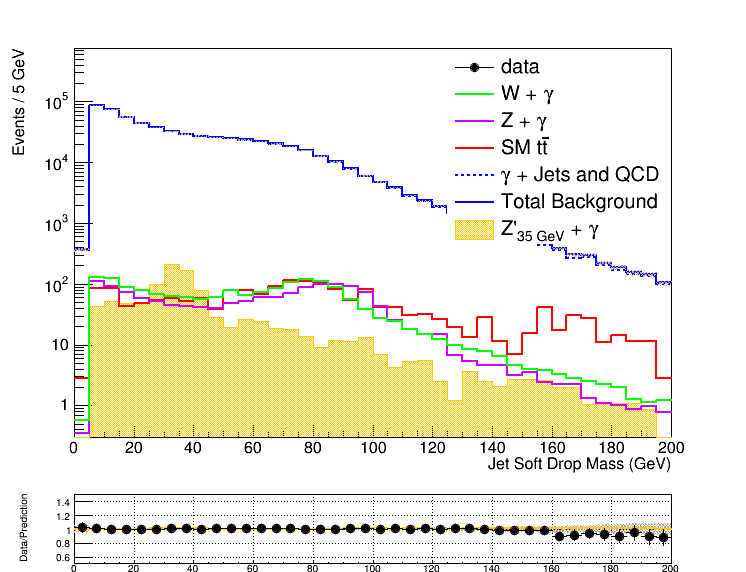 Events / 5 GeV
data
W + γ
Z + γ
SM tt̄
γ + Jets and QCD
Total Background
Z'35 GeV + γ
10^5
10^4
10^3
10^2
10
1
0 20 40 60 80 100 120 140 160 180 200
Jet Soft Drop Mass (GeV)
Data/Prediction
1.4
1.2
1
0.8
0.6
0 20 40 60 80 100 120 140 160 180 200